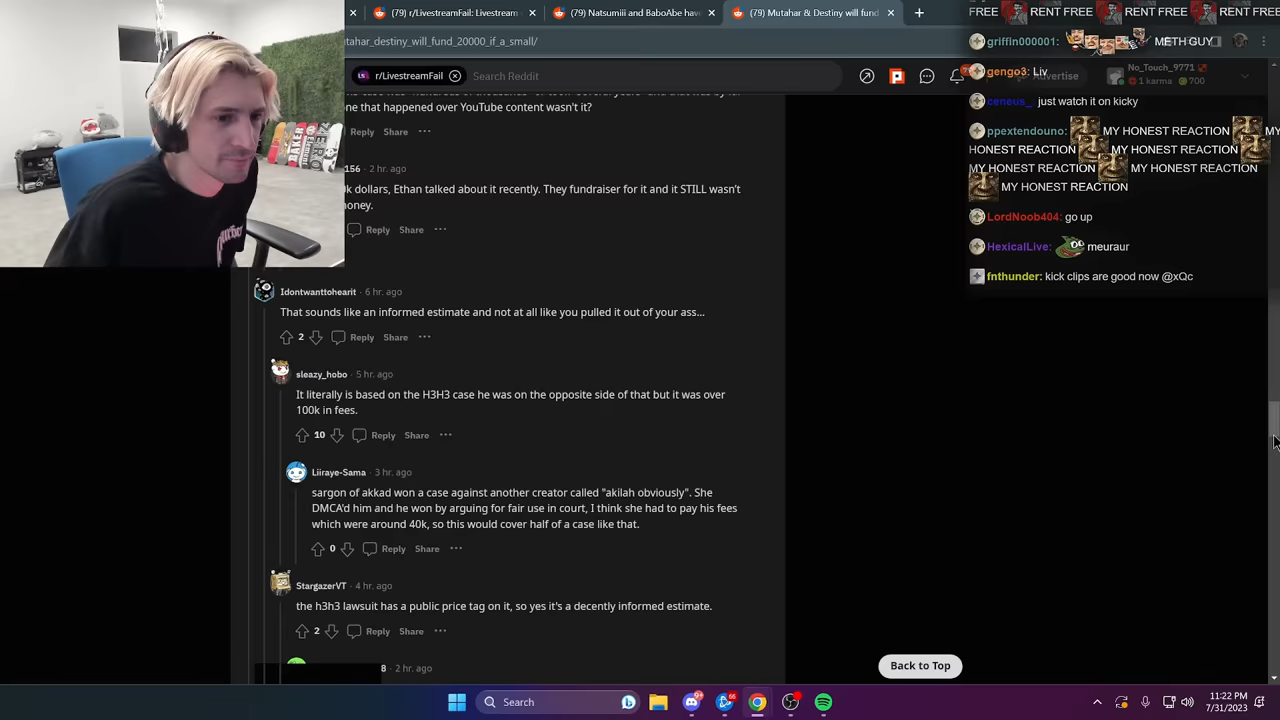 (79) r/LivestreamFail: Livestream
(79) Natsumiii and BaboAbe hav
(79) Mutahar & Destiny will fund
tahar_destiny_will_fund_20000_if_a_small/
r/LivestreamFail
Search Reddit
Advertise
No_Touch_9771
1 karma
700
one that happened over YouTube content wasn't it?
Reply Share
156 · 2 hr. ago
k dollars, Ethan talked about it recently. They fundraiser for it and it STILL wasn't
oney.
Reply Share
Idontwanttohearit · 6 hr. ago
That sounds like an informed estimate and not at all like you pulled it out of your ass...
2 Reply Share
sleazy_hobo · 5 hr. ago
It literally is based on the H3H3 case he was on the opposite side of that but it was over
100k in fees.
10 Reply Share
Liiraye-Sama · 3 hr. ago
sargon of akkad won a case against another creator called "akilah obviously". She
DMCA'd him and he won by arguing for fair use in court, I think she had to pay his fees
which were around 40k, so this would cover half of a case like that.
0 Reply Share
StargazerVT · 4 hr. ago
the h3h3 lawsuit has a public price tag on it, so yes it's a decently informed estimate.
2 Reply Share
8 · 2 hr. ago
Back to Top
FREE RENT FREE RENT FREE RENT FREE
griffin000001: METH GUY
gengo3: Liv
ceneus_ just watch it on kicky
ppextendouno: MY HONEST REACTION MY
HONEST REACTION MY HONEST REACTION
MY HONEST REACTION MY HONEST REACTION
MY HONEST REACTION
LordNoob404: go up
HexicalLive: meuraur
fnthunder: kick clips are good now @xQc
Search
66
11:22 PM
7/31/2023